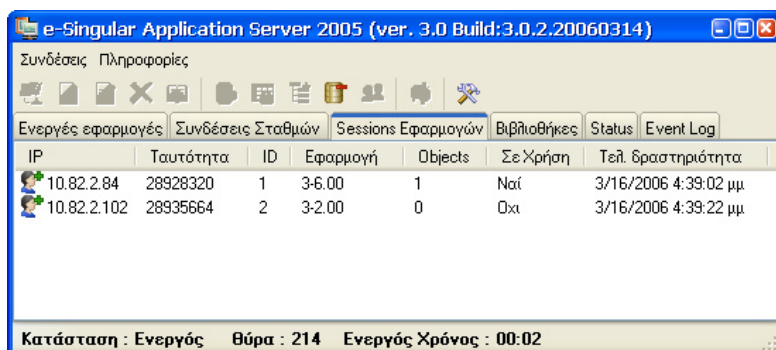 e-Singular Application Server 2005 (ver. 3.0 Build:3.0.2.20060314)
Συνδέσεις Πληροφορίες
Ενεργές εφαρμογές Συνδέσεις Σταθμών Sessions Εφαρμογών Βιβλιοθήκες Status Event Log
IP Ταυτότητα ID Εφαρμογή Objects Σε Χρήση Τελ. δραστηριότητα
10.82.2.84 28928320 1 3-6.00 1 Ναί 3/16/2006 4:39:02 μμ
10.82.2.102 28935664 2 3-2.00 0 Οχι 3/16/2006 4:39:22 μμ
Κατάσταση : Ενεργός Θύρα : 214 Ενεργός Χρόνος : 00:02